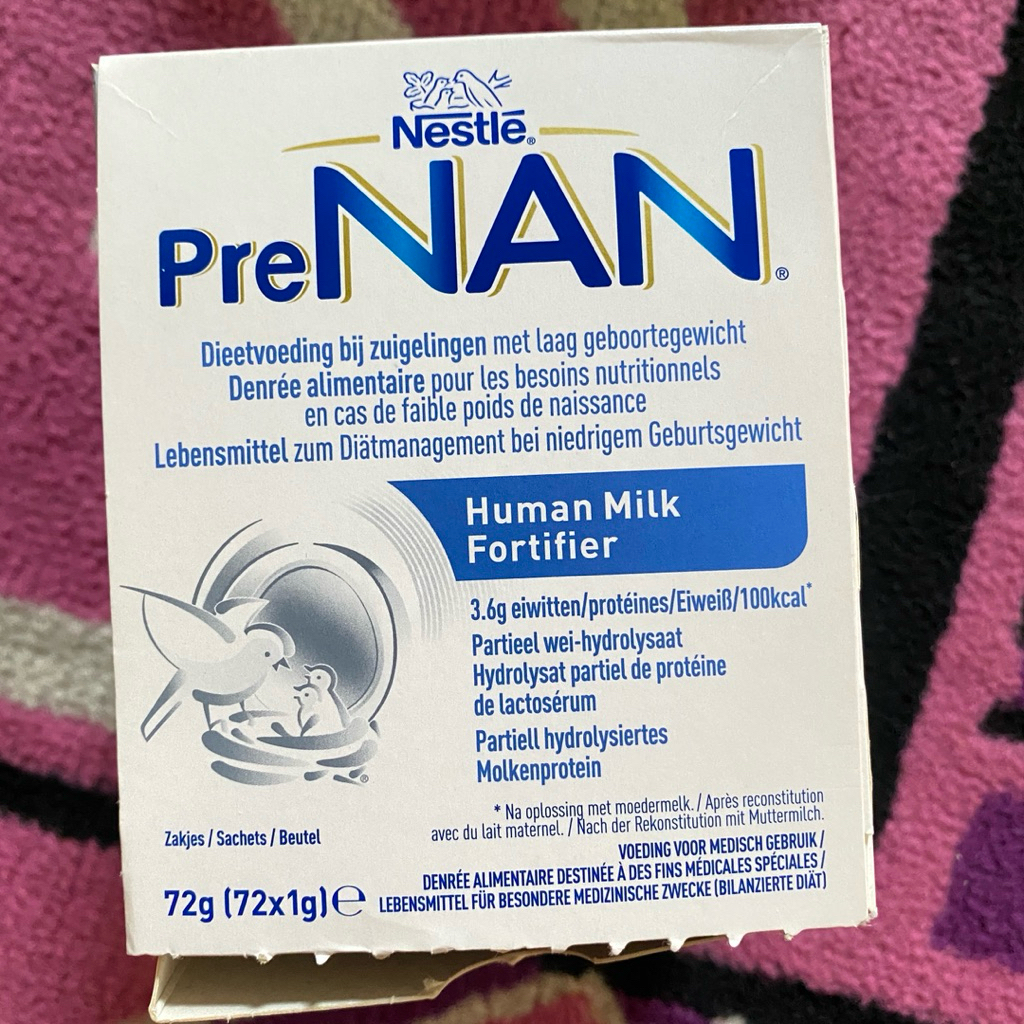 Nestlé®
PreNAN®
Dieetvoeding bij zuigelingen met laag geboortegewicht
Denrée alimentaire pour les besoins nutritionnels
en cas de faible poids de naissance
Lebensmittel zum Diätmanagement bei niedrigem Geburtsgewicht
Human Milk
Fortifier
3.6g eiwitten/protéines/Eiweiß/100kcal*
Partieel wei-hydrolysaat
Hydrolysat partiel de protéine
de lactosérum
Partiell hydrolysiertes
Molkenprotein
®
* Na oplossing met moedermelk. / Après reconstitution
avec du lait maternel. / Nach der Rekonstitution mit Muttermilch.
Zakjes / Sachets / Beutel
VOEDING VOOR MEDISCH GEBRUIK /
DENRÉE ALIMENTAIRE DESTINÉE À DES FINS MÉDICALES SPÉCIALES /
LEBENSMITTEL FÜR BESONDERE MEDIZINISCHE ZWECKE (BILANZIERTE DIÄT)
72g (72x1g)℮